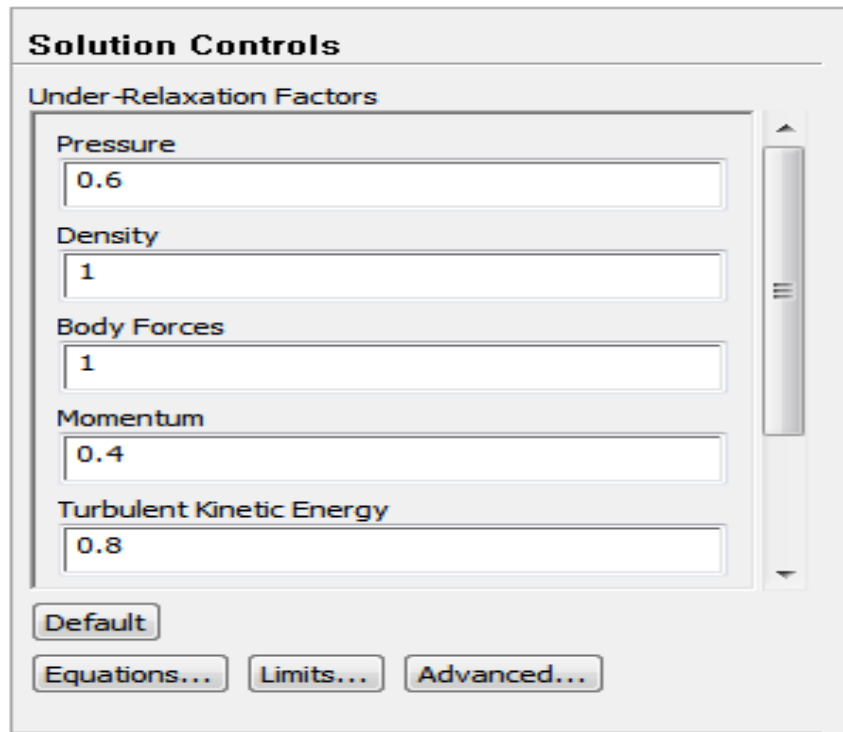 Solution Controls
Under-Relaxation Factors
Pressure
0.6
Density
1
Body Forces
1
Momentum
0.4
Turbulent Kinetic Energy
0.8
Default
Equations... Limits... Advanced...